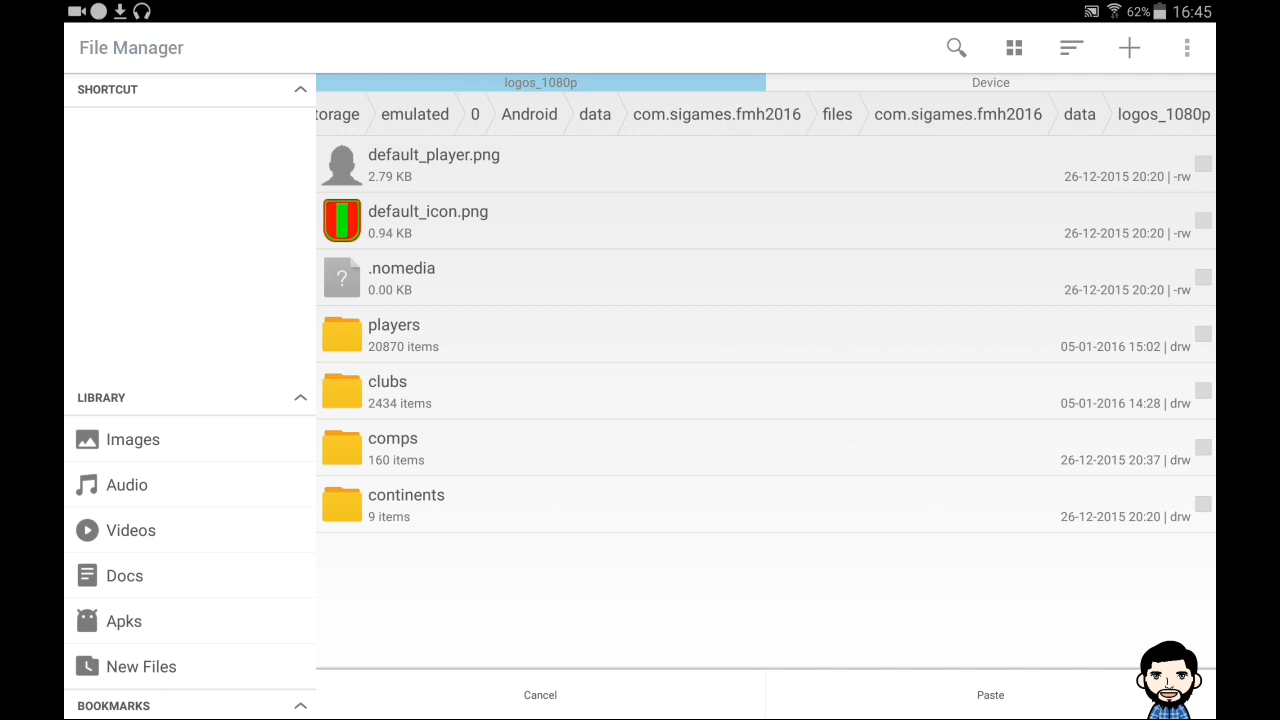 62% 16:45
File Manager
SHORTCUT
logos_1080p Device
torage emulated 0 Android data com.sigames.fmh2016 files com.sigames.fmh2016 data logos_1080p
default_player.png
2.79 KB 26-12-2015 20:20 | -rw
default_icon.png
0.94 KB 26-12-2015 20:20 | -rw
.nomedia
?
0.00 KB 26-12-2015 20:20 | -rw
players
20870 items 05-01-2016 15:02 | drw
clubs
2434 items 05-01-2016 14:28 | drw
comps
160 items 26-12-2015 20:37 | drw
continents
9 items 26-12-2015 20:20 | drw
LIBRARY
Images
Audio
Videos
Docs
Apks
New Files
BOOKMARKS
Cancel Paste